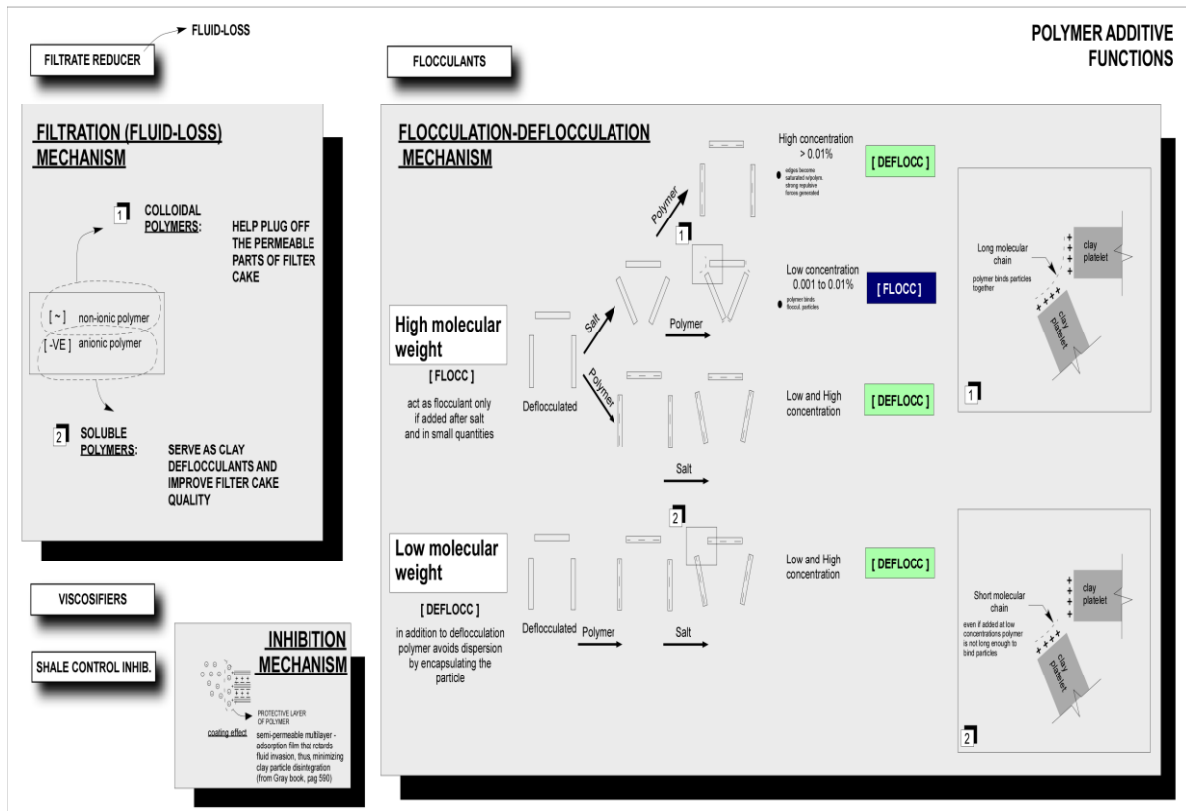 POLYMER ADDITIVE
FUNCTIONS
FLUID-LOSS
FILTRATE REDUCER
FILTRATION (FLUID-LOSS)
MECHANISM
1
COLLOIDAL
POLYMERS:
HELP PLUG OFF
THE PERMEABLE
PARTS OF FILTER
CAKE
[ ~ ] non-ionic polymer
[ -VE ] anionic polymer
2
SOLUBLE
POLYMERS:
SERVE AS CLAY
DEFLOCCULANTS AND
IMPROVE FILTER CAKE
QUALITY
VISCOSIFIERS
SHALE CONTROL INHIB.
INHIBITION
MECHANISM
PROTECTIVE LAYER
OF POLYMER
coating effect
semi-permeable multilayer -
adsorption film that retards
fluid invasion, thus, minimizing
clay particle disintegration
(from Gray book, pag 590)
FLOCCULANTS
FLOCCULATION-DEFLOCCULATION
MECHANISM
High molecular
weight
[ FLOCC ]
act as flocculant only
if added after salt
and in small quantities
Deflocculated
Salt
Polymer
Polymer
1
Polymer
Salt
High concentration
> 0.01%
edges become
saturated w/polym.
strong repulsive
forces generated
[ DEFLOCC ]
Low concentration
0.001 to 0.01%
polymer binds
floccul. particles
[ FLOCC ]
Low and High
concentration
[ DEFLOCC ]
Low molecular
weight
[ DEFLOCC ]
in addition to deflocculation
polymer avoids dispersion
by encapsulating the
particle
Deflocculated
Polymer
Salt
2
Low and High
concentration
[ DEFLOCC ]
Long molecular
chain
polymer binds particles
together
clay
platelet
clay
platelet
1
Short molecular
chain
even if added at low
concentrations polymer
is not long enough to
bind particles
clay
platelet
clay
platelet
2